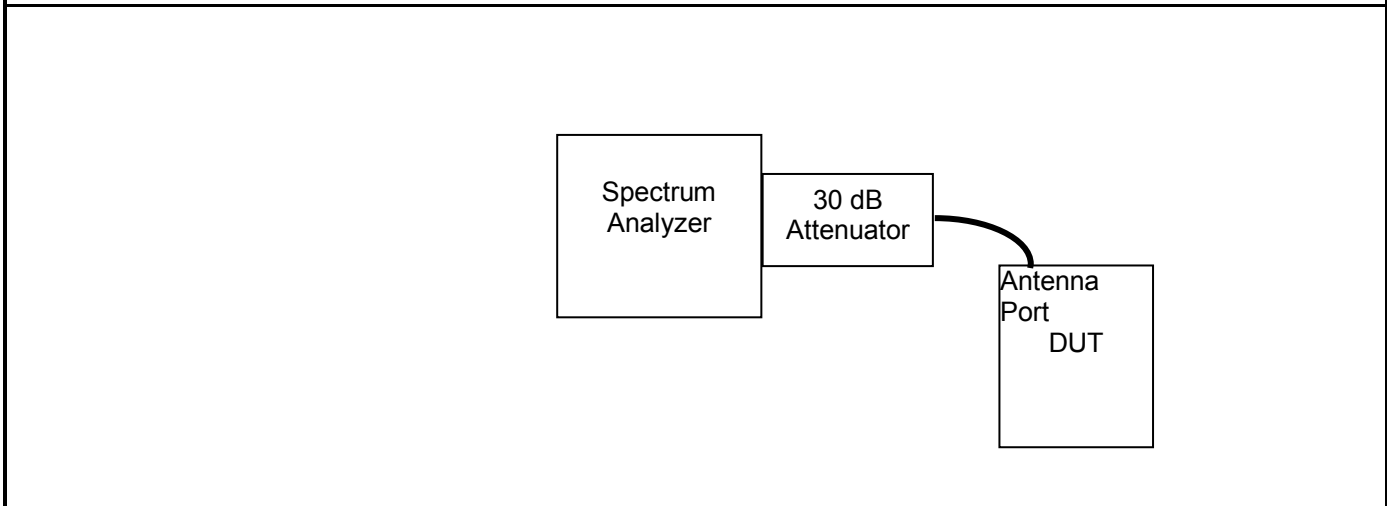 Spectrum
Analyzer
30 dB
Attenuator
Antenna
Port
DUT